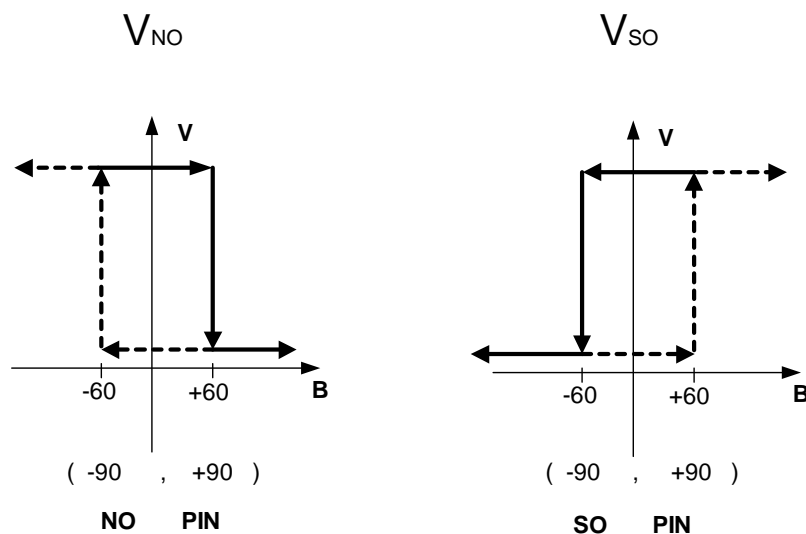 V_NO V_SO
V V
-60 +60 B -60 +60 B
( -90 , +90 ) ( -90 , +90 )
NO PIN SO PIN